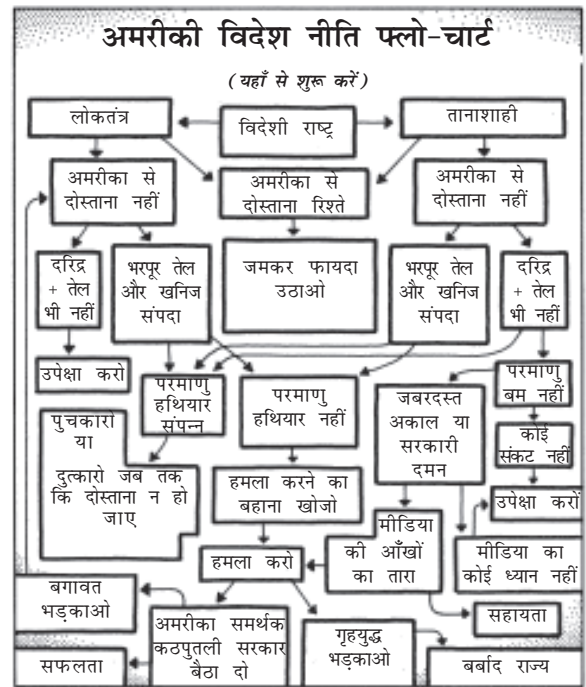 अमरीकी विदेश नीति फ्लो-चार्ट
(यहाँ से शुरू करें)
लोकतंत्र
विदेशी राष्ट्र
तानाशाही
अमरीका से
दोस्ताना नहीं
अमरीका से
दोस्ताना रिश्ते
अमरीका से
दोस्ताना नहीं
दरिद्र
+ तेल
भी नहीं
भरपूर तेल
और खनिज
संपदा
जमकर फायदा
उठाओ
भरपूर तेल
और खनिज
संपदा
दरिद्र
+ तेल
भी नहीं
उपेक्षा करो
परमाणु
हथियार
संपन्न
परमाणु
हथियार नहीं
जबरदस्त
अकाल या
सरकारी
दमन
परमाणु
बम नहीं
पुचकारो
या
दुत्कारो जब तक
कि दोस्ताना न हो
जाए
कोई
संकट नहीं
हमला करने का
बहाना खोजो
उपेक्षा करों
मीडिया
की आँखों
का तारा
मीडिया का
कोई ध्यान नहीं
हमला करो
बगावत
भड़काओ
अमरीका समर्थक
कठपुतली सरकार
बैठा दो
गृहयुद्ध
भड़काओ
सहायता
सफलता
बर्बाद राज्य